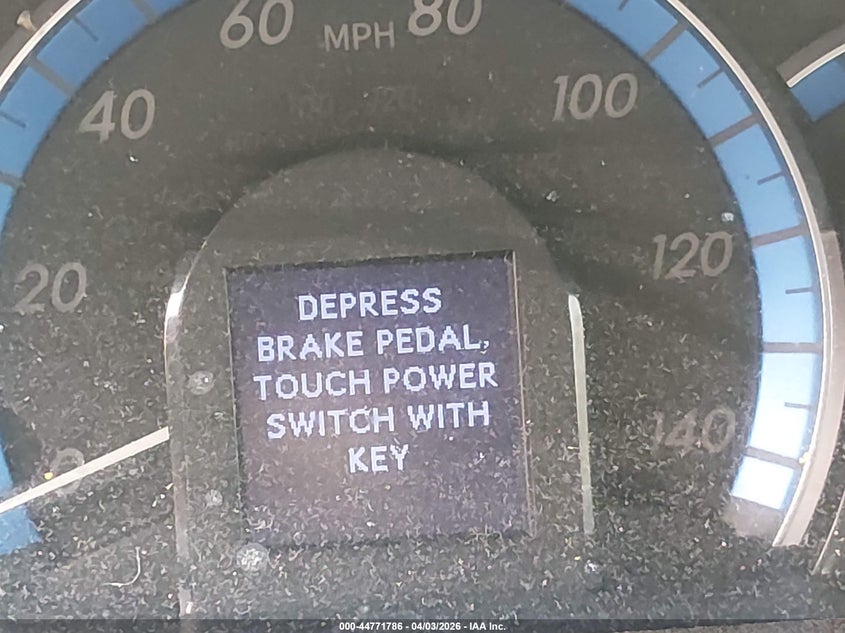 60 MPH 80
40
100
20
120
DEPRESS
BRAKE PEDAL,
TOUCH POWER
SWITCH WITH
KEY
140
0
000-44771786 - 04/03/2026 - IAA Inc.